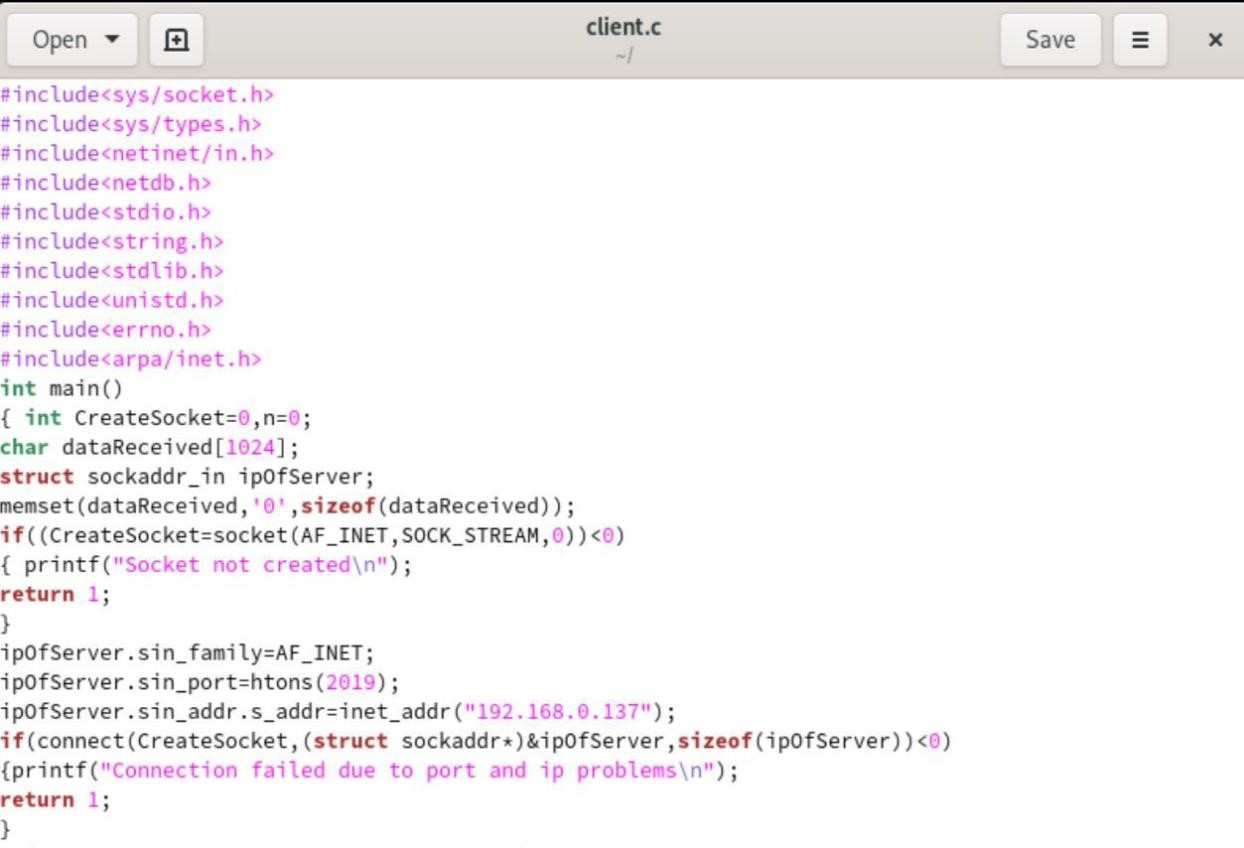 Open
client.c
~/
Save
#include<sys/socket.h>
#include<sys/types.h>
#include<netinet/in.h>
#include<netdb.h>
#include<stdio.h>
#include<string.h>
#include<stdlib.h>
#include<unistd.h>
#include<errno.h>
#include<arpa/inet.h>
int main()
{ int CreateSocket=0,n=0;
char dataReceived[1024];
struct sockaddr_in ipOfServer;
memset(dataReceived,'0',sizeof(dataReceived));
if((CreateSocket=socket(AF_INET,SOCK_STREAM,0))<0)
{ printf("Socket not created\n");
return 1;
}
ipOfServer.sin_family=AF_INET;
ipOfServer.sin_port=htons(2019);
ipOfServer.sin_addr.s_addr=inet_addr("192.168.0.137");
if(connect(CreateSocket,(struct sockaddr*)&ipOfServer,sizeof(ipOfServer))<0)
{printf("Connection failed due to port and ip problems\n");
return 1;
}